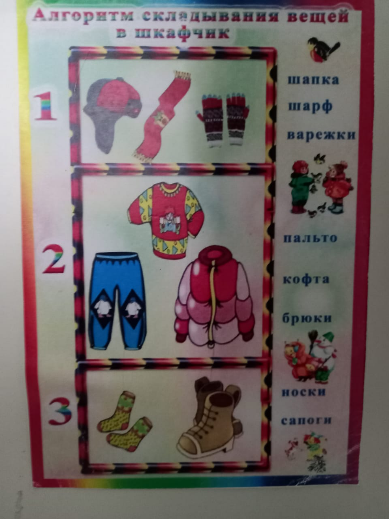 Алгоритм складывания вещей
в шкафчик
1
шапка
шарф
варежки
2
пальто
кофта
брюки
3
носки
сапоги